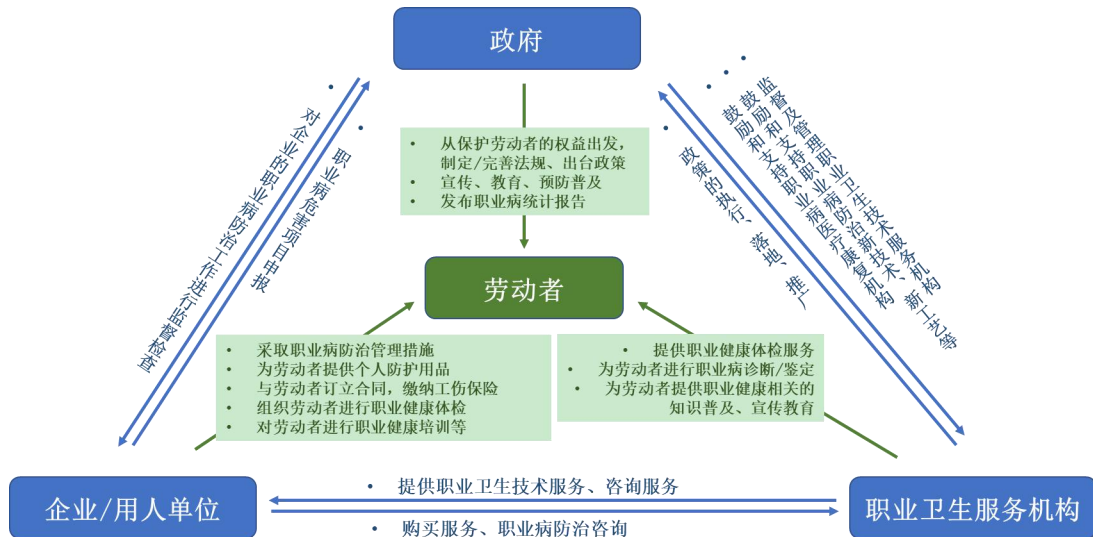 政府
• 从保护劳动者的权益出发，
制定/完善法规、出台政策
• 宣传、教育、预防普及
• 发布职业病统计报告
• 对企业的职业病防治工作进行监督检查
• 职业病危害项目申报
• 政策的执行、落地、推广
• 鼓励和支持职业病医疗康复机构
• 鼓励和支持职业病防治新技术、新工艺等
• 监督及管理职业卫生技术服务机构
劳动者
• 采取职业病防治管理措施
• 为劳动者提供个人防护用品
• 与劳动者订立合同，缴纳工伤保险
• 组织劳动者进行职业健康体检
• 对劳动者进行职业健康培训等
• 提供职业健康体检服务
• 为劳动者进行职业病诊断/鉴定
• 为劳动者提供职业健康相关的
知识普及、宣传教育
企业/用人单位
• 提供职业卫生技术服务、咨询服务
• 购买服务、职业病防治咨询
职业卫生服务机构